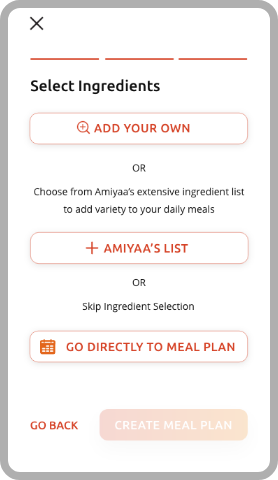 Select Ingredients
ADD YOUR OWN
OR
Choose from Amiyaa's extensive ingredient list
to add variety to your daily meals
AMIYAA'S LIST
OR
Skip Ingredient Selection
GO DIRECTLY TO MEAL PLAN
GO BACK
CREATE MEAL PLAN